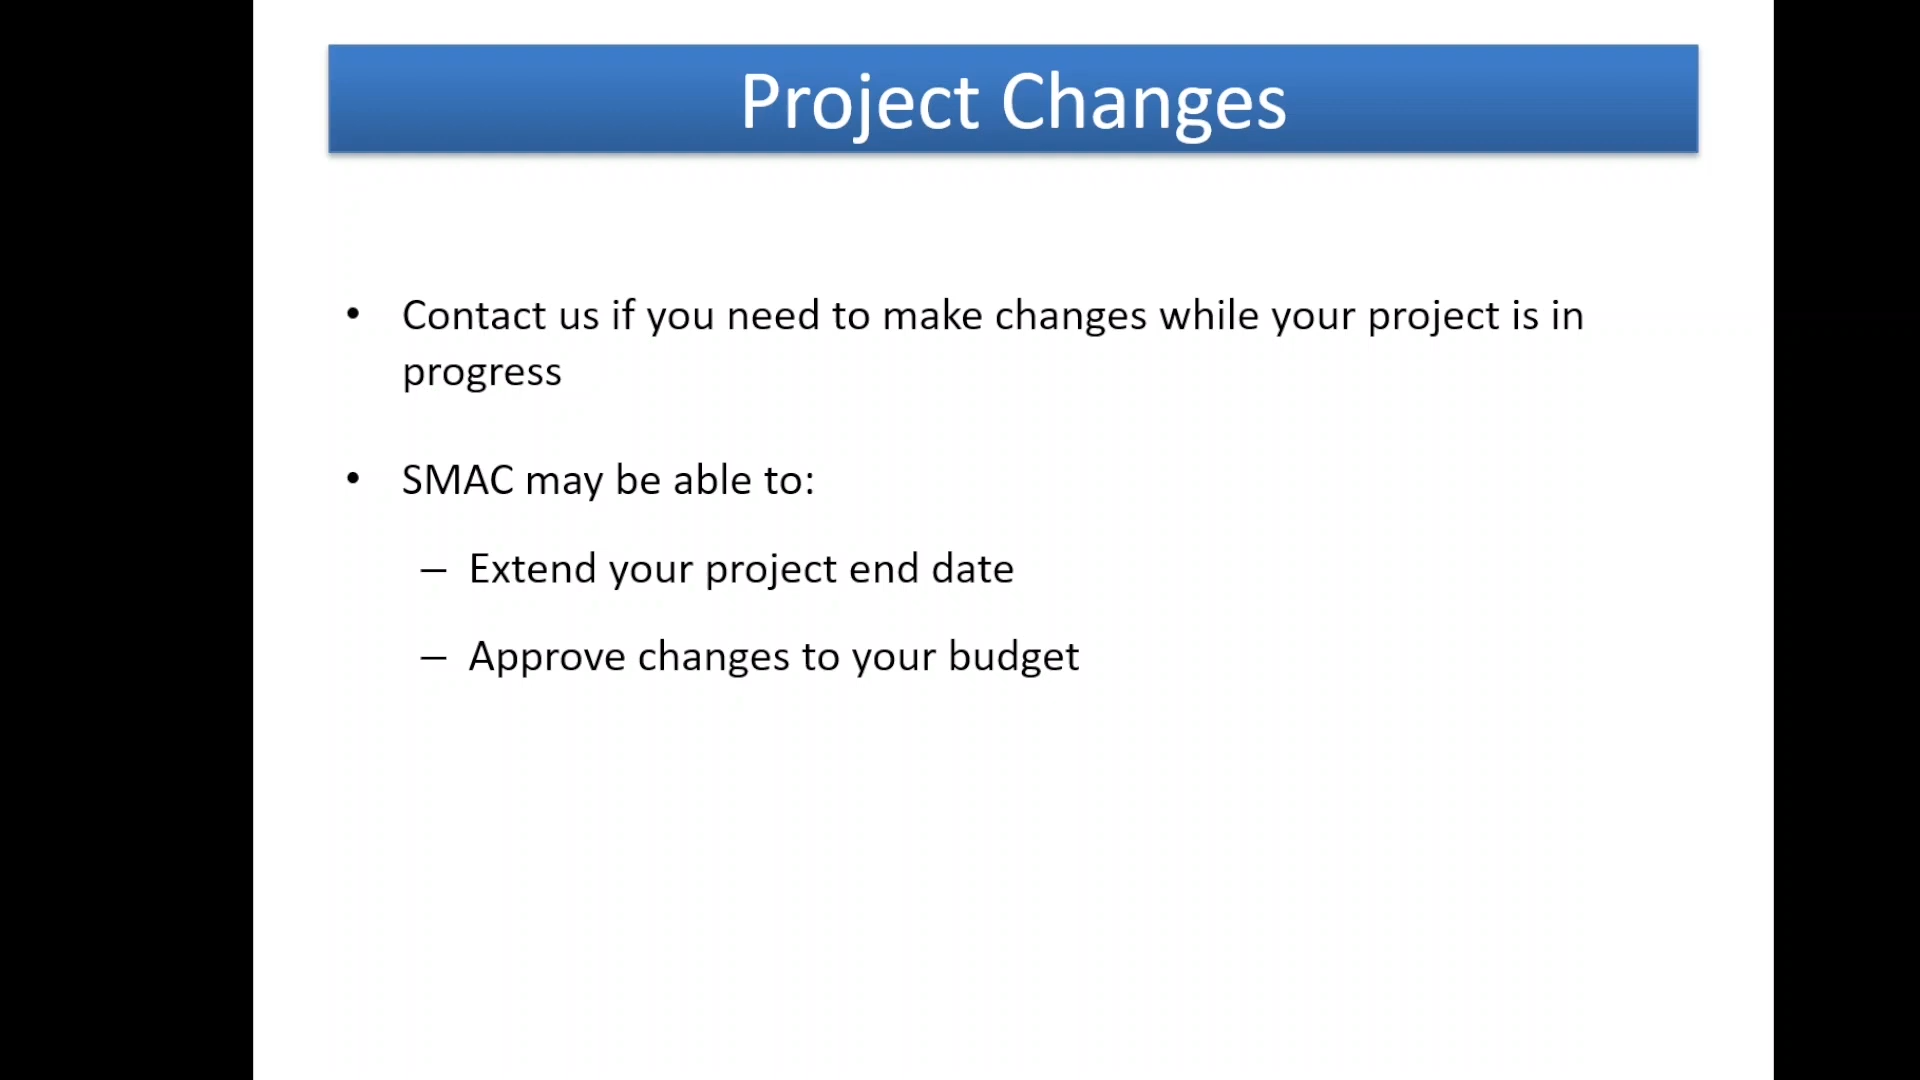 Project Changes
• Contact us if you need to make changes while your project is in
progress
• SMAC may be able to:
– Extend your project end date
– Approve changes to your budget